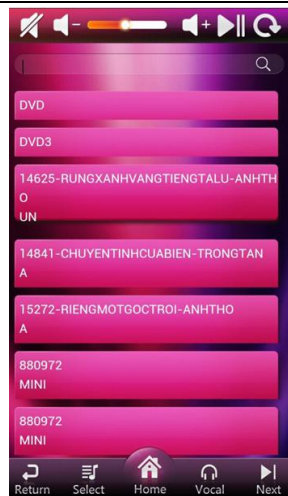 DVD
DVD3
14625-RUNGXANHVANGTIENGTALU-ANHTH
O
UN
14841-CHUYENTINHCUABIEN-TRONGTAN
A
15272-RIENGMOTGOCTROI-ANHTHO
A
880972
MINI
880972
MINI
Return Select Home Vocal Next